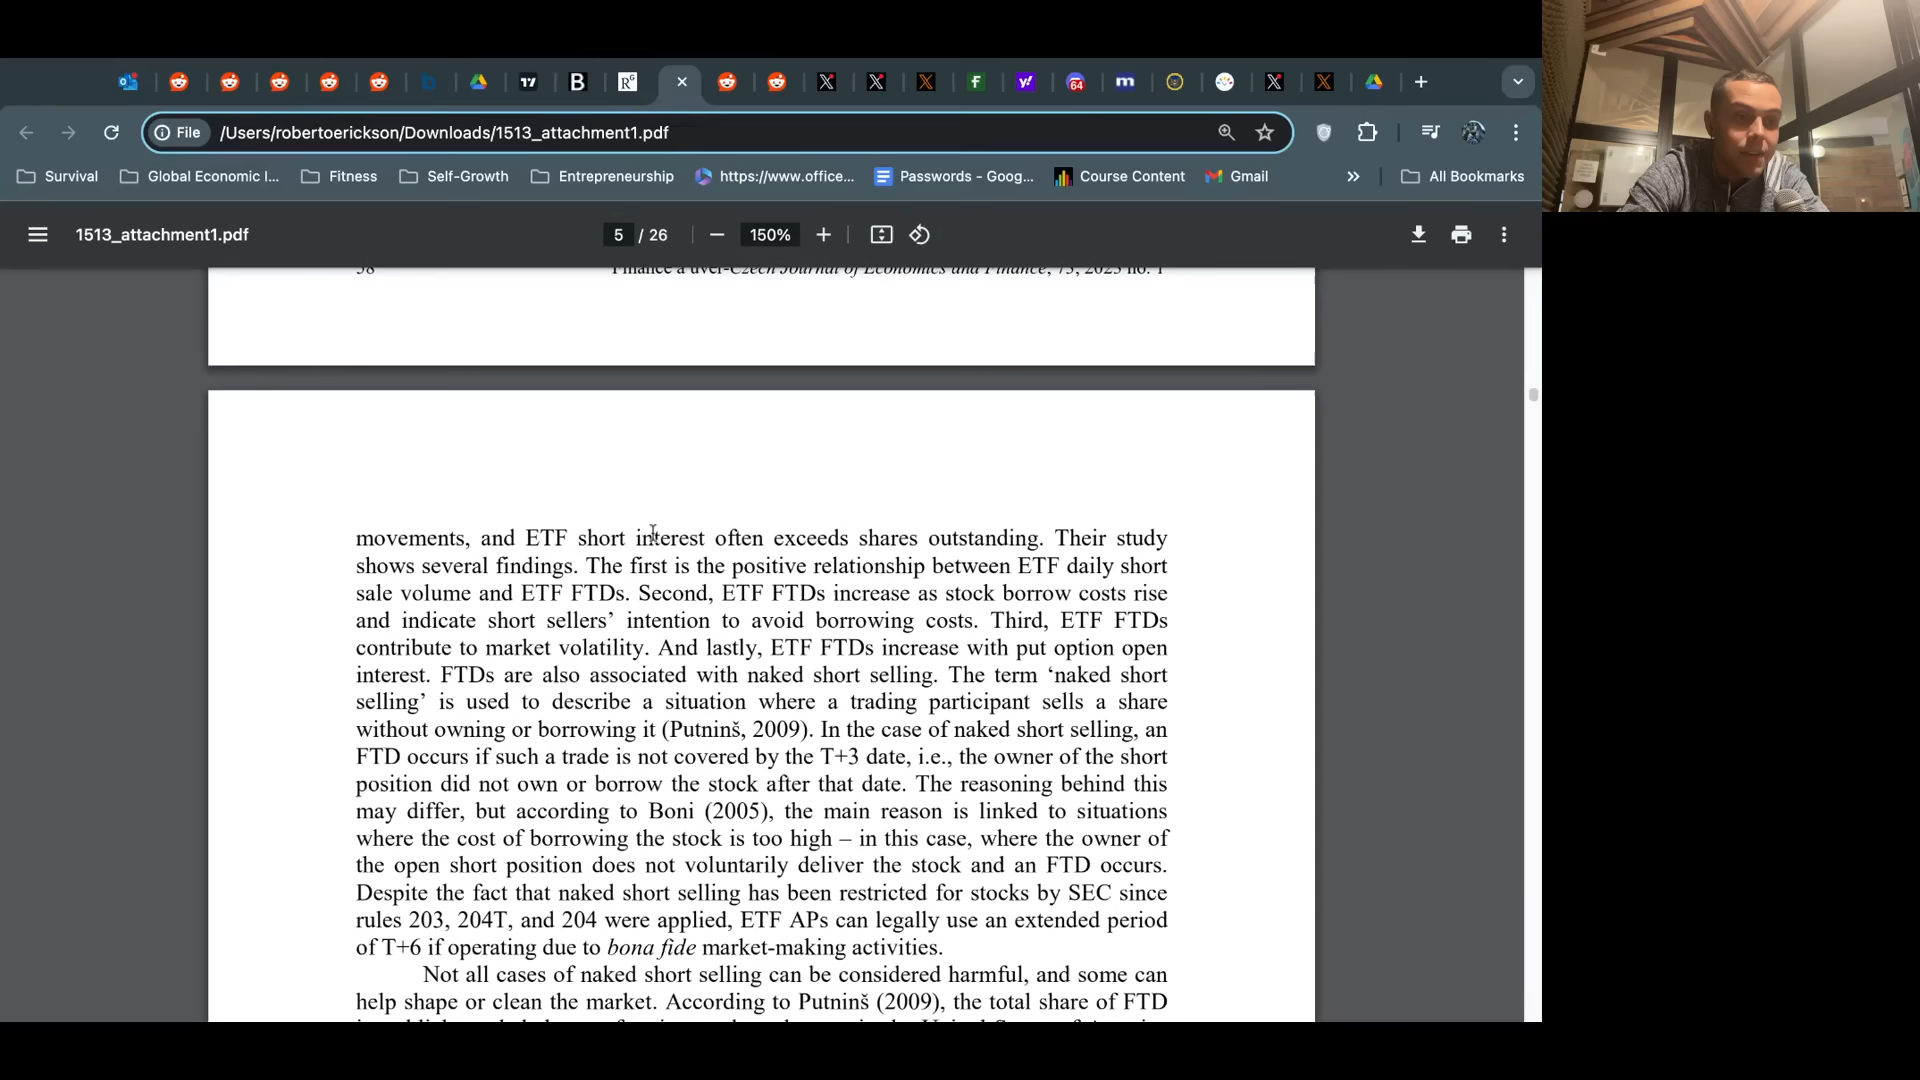 64
File
/Users/robertoerickson/Downloads/1513_attachment1.pdf
Survival
Global Economic I...
Fitness
Self-Growth
Entrepreneurship
https://www.office...
Passwords - Goog...
Course Content
Gmail
All Bookmarks
1513_attachment1.pdf
5 / 26
150%
58 Finance a úvěr-Czech Journal of Economics and Finance, 73, 2023 no. 1
movements, and ETF short interest often exceeds shares outstanding. Their study
shows several findings. The first is the positive relationship between ETF daily short
sale volume and ETF FTDs. Second, ETF FTDs increase as stock borrow costs rise
and indicate short sellers’ intention to avoid borrowing costs. Third, ETF FTDs
contribute to market volatility. And lastly, ETF FTDs increase with put option open
interest. FTDs are also associated with naked short selling. The term ‘naked short
selling’ is used to describe a situation where a trading participant sells a share
without owning or borrowing it (Putninš, 2009). In the case of naked short selling, an
FTD occurs if such a trade is not covered by the T+3 date, i.e., the owner of the short
position did not own or borrow the stock after that date. The reasoning behind this
may differ, but according to Boni (2005), the main reason is linked to situations
where the cost of borrowing the stock is too high – in this case, where the owner of
the open short position does not voluntarily deliver the stock and an FTD occurs.
Despite the fact that naked short selling has been restricted for stocks by SEC since
rules 203, 204T, and 204 were applied, ETF APs can legally use an extended period
of T+6 if operating due to bona fide market-making activities.
Not all cases of naked short selling can be considered harmful, and some can
help shape or clean the market. According to Putninš (2009), the total share of FTD